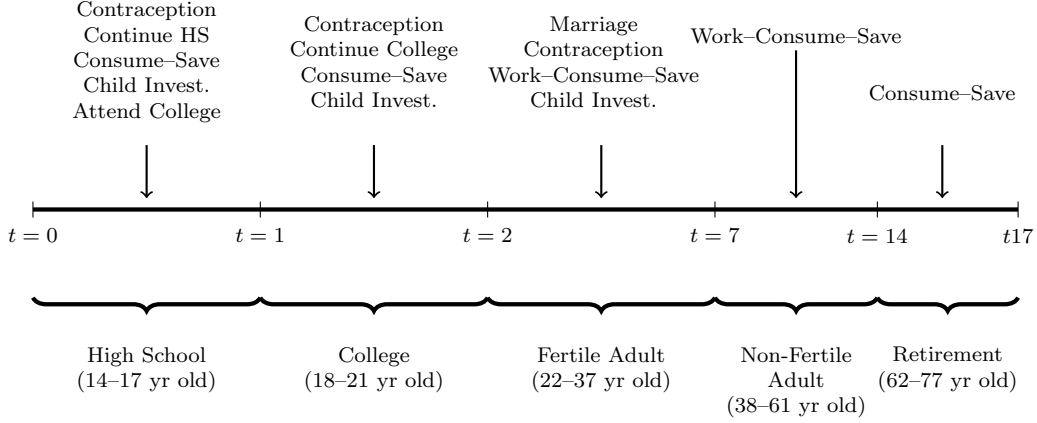 Contraception
Continue HS
Consume–Save
Child Invest.
Attend College
Contraception
Continue College
Consume–Save
Child Invest.
Marriage
Contraception
Work–Consume–Save
Child Invest.
Work–Consume–Save
Consume–Save
t = 0
t = 1
t = 2
t = 7
t = 14
t17
High School
(14–17 yr old)
College
(18–21 yr old)
Fertile Adult
(22–37 yr old)
Non-Fertile
Adult
(38–61 yr old)
Retirement
(62–77 yr old)